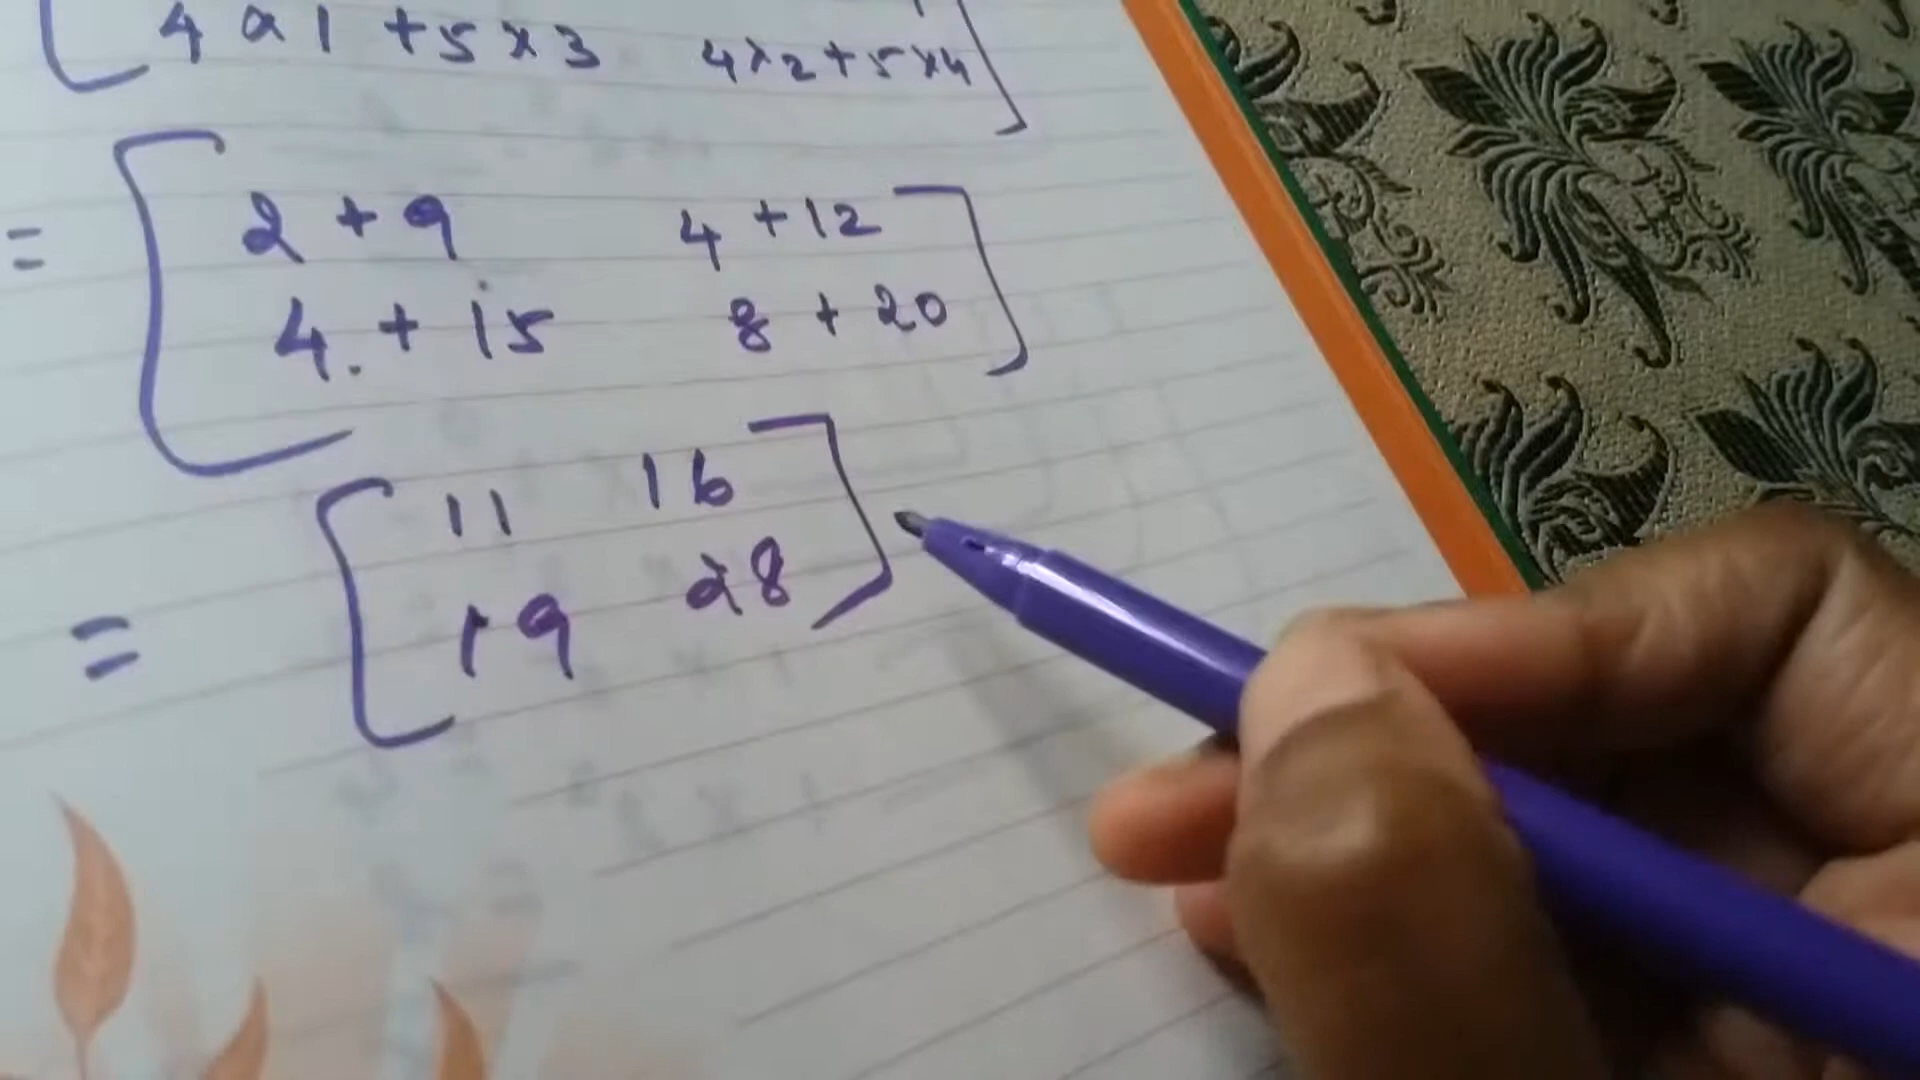 4 x 1 + 5 x 3 4 x 2 + 5 x 4
= 2 + 9 4 + 12
4 . + 15 8 + 20
11 16
= 19 28